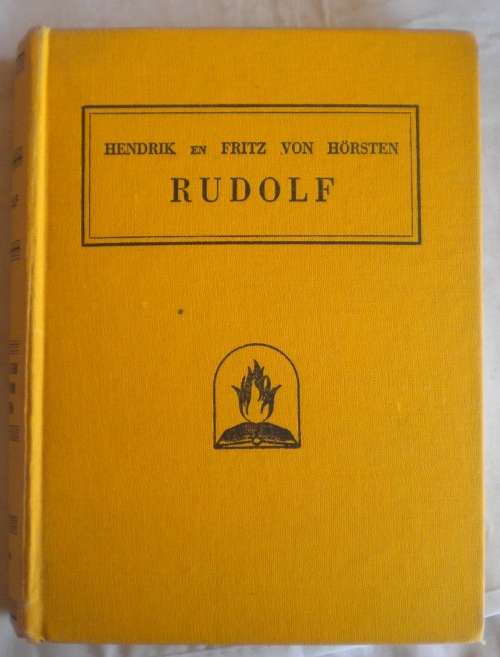 HENDRIK EN FRITZ VON HÖRSTEN
RUDOLF